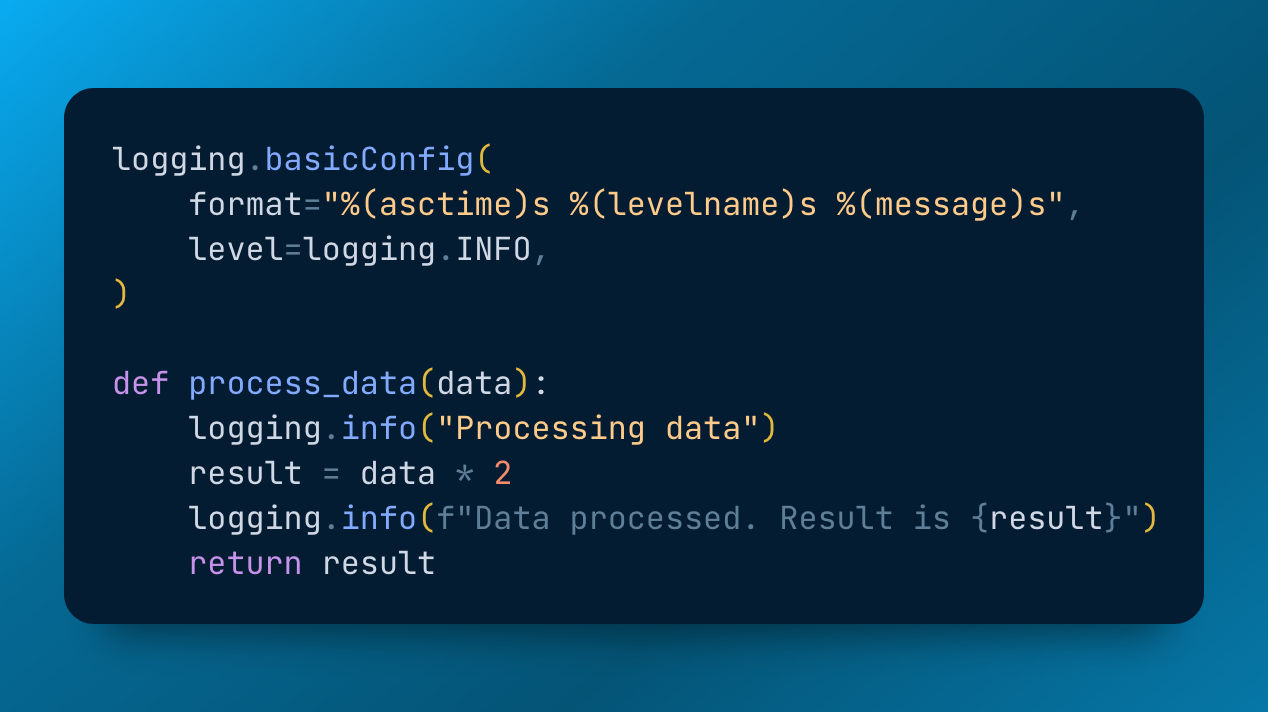 logging.basicConfig(
    format="%(asctime)s %(levelname)s %(message)s",
    level=logging.INFO,
)

def process_data(data):
    logging.info("Processing data")
    result = data * 2
    logging.info(f"Data processed. Result is {result}")
    return result